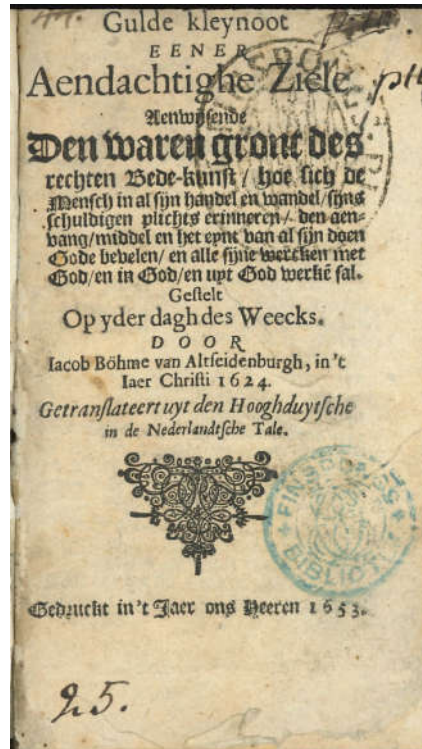 Gulde kleynoot
EENER
Aendachtighe Ziele
Aenwijsende
Den waren gront des
rechten Bede-kunst / hoe sich de
Mensch in al sijn handel en wandel / sijns
schuldigen plichts erinneren / den aen-
vang / middel en het eynt van al sijn doen
Gode bevelen / en alle sijne wercken met
God / en in God / en uyt God werkē sal.
Gestelt
Op yder dagh des Weecks.
DOOR
Iacob Böhme van Altseidenburgh, in't
Iaer Christi 1624.
Getranslateert uyt den Hooghduytsche
in de Nederlandtsche Tale.
Gedruckt in't Jaer ons Heeren 1653.
25.